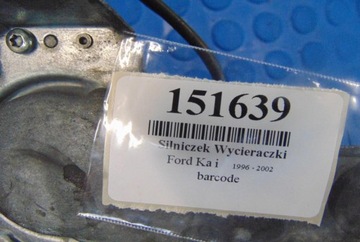 151639
Silniczek Wycieraczki
Ford Ka i 1996 - 2002
barcode